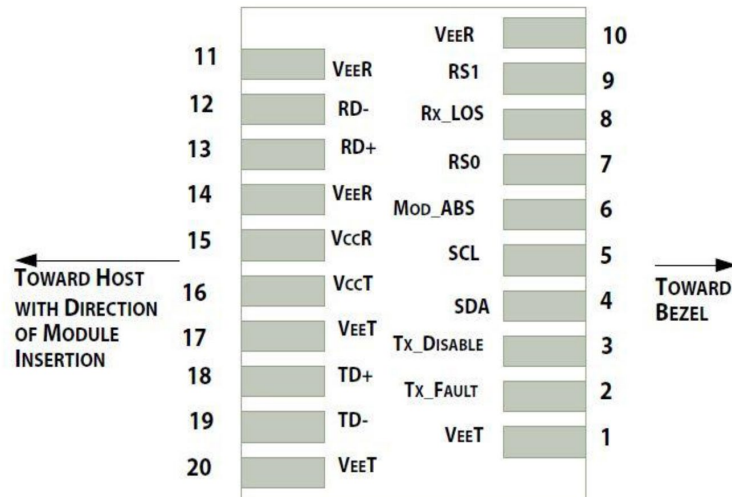 11 VEER
12 RD-
13 RD+
14 VEER
15 VCCR
16 VCCT
17 VEET
18 TD+
19 TD-
20 VEET
VEER 10
RS1 9
RX_LOS 8
RS0 7
MOD_ABS 6
SCL 5
SDA 4
TX_DISABLE 3
TX_FAULT 2
VEET 1
TOWARD HOST
WITH DIRECTION
OF MODULE
INSERTION
TOWARD
BEZEL